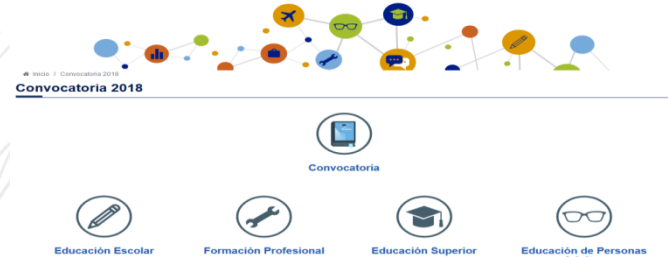 Inicio / Convocatoria 2018
Convocatoria 2018
Convocatoria
Educación Escolar
Formación Profesional
Educación Superior
Educación de Personas